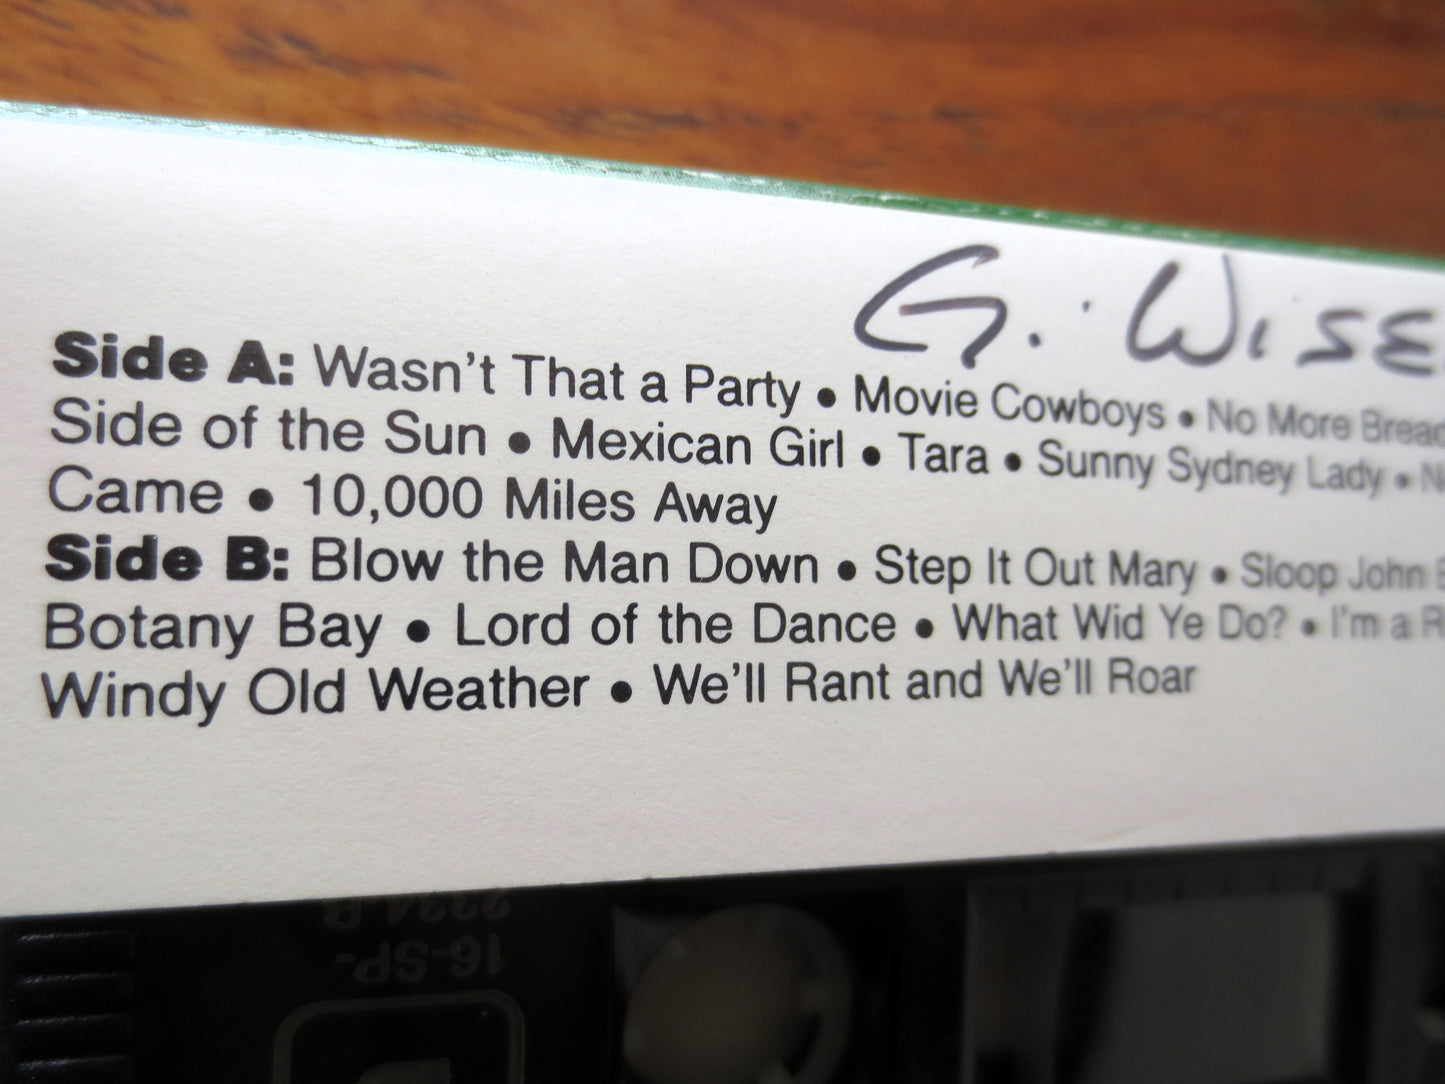 G. WISE
Side A: Wasn't That a Party • Movie Cowboys • No More Bread
Side of the Sun • Mexican Girl • Tara • Sunny Sydney Lady •
Came • 10,000 Miles Away
Side B: Blow the Man Down • Step It Out Mary • Sloop John
Botany Bay • Lord of the Dance • What Wid Ye Do? • I'm a
Windy Old Weather • We'll Rant and We'll Roar
16-SP-
2334-B